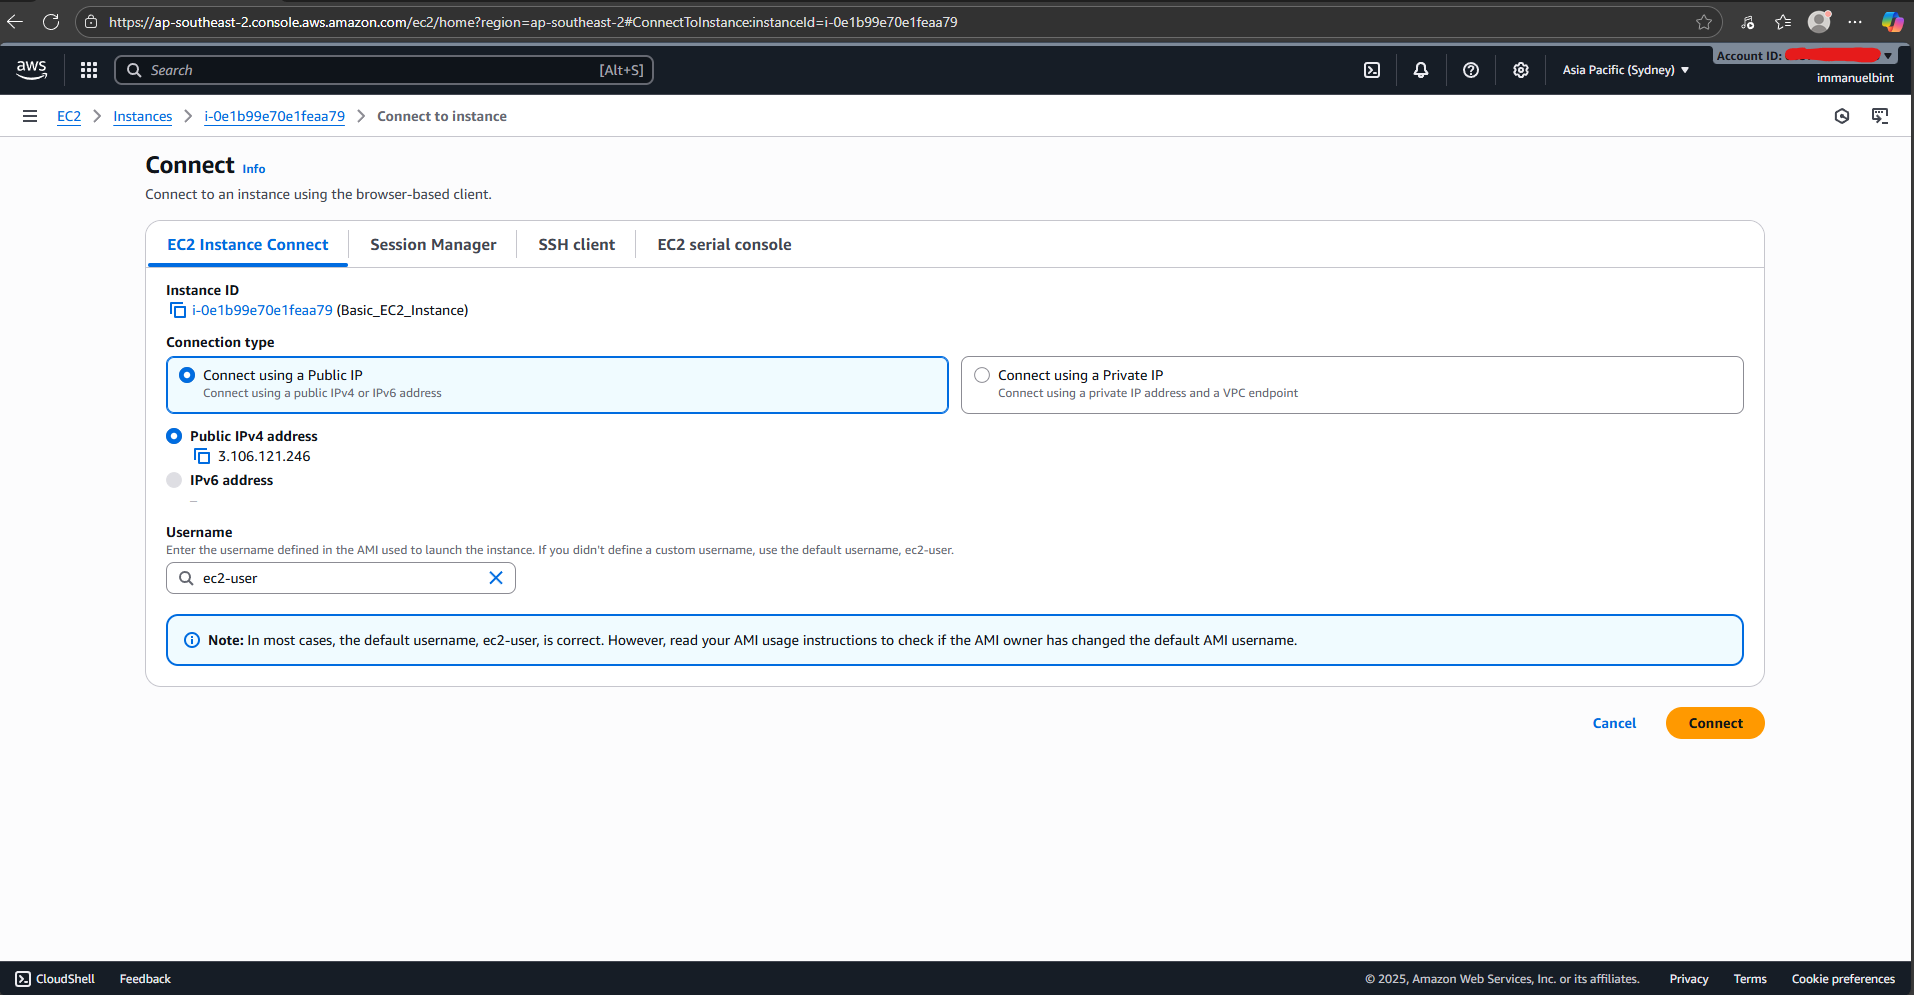 https://ap-southeast-2.console.aws.amazon.com/ec2/home?region=ap-southeast-2#ConnectToInstance:instanceId=i-0e1b99e70e1feaa79
aws
Search
[Alt+S]
Asia Pacific (Sydney)
Account ID:
immanuelbint
EC2
Instances
i-0e1b99e70e1feaa79
Connect to instance
Connect Info
Connect to an instance using the browser-based client.
EC2 Instance Connect
Session Manager
SSH client
EC2 serial console
Instance ID
i-0e1b99e70e1feaa79 (Basic_EC2_Instance)
Connection type
Connect using a Public IP
Connect using a public IPv4 or IPv6 address
Connect using a Private IP
Connect using a private IP address and a VPC endpoint
Public IPv4 address
3.106.121.246
IPv6 address
–
Username
Enter the username defined in the AMI used to launch the instance. If you didn't define a custom username, use the default username, ec2-user.
ec2-user
Note: In most cases, the default username, ec2-user, is correct. However, read your AMI usage instructions to check if the AMI owner has changed the default AMI username.
Cancel
Connect
CloudShell
Feedback
© 2025, Amazon Web Services, Inc. or its affiliates.
Privacy
Terms
Cookie preferences